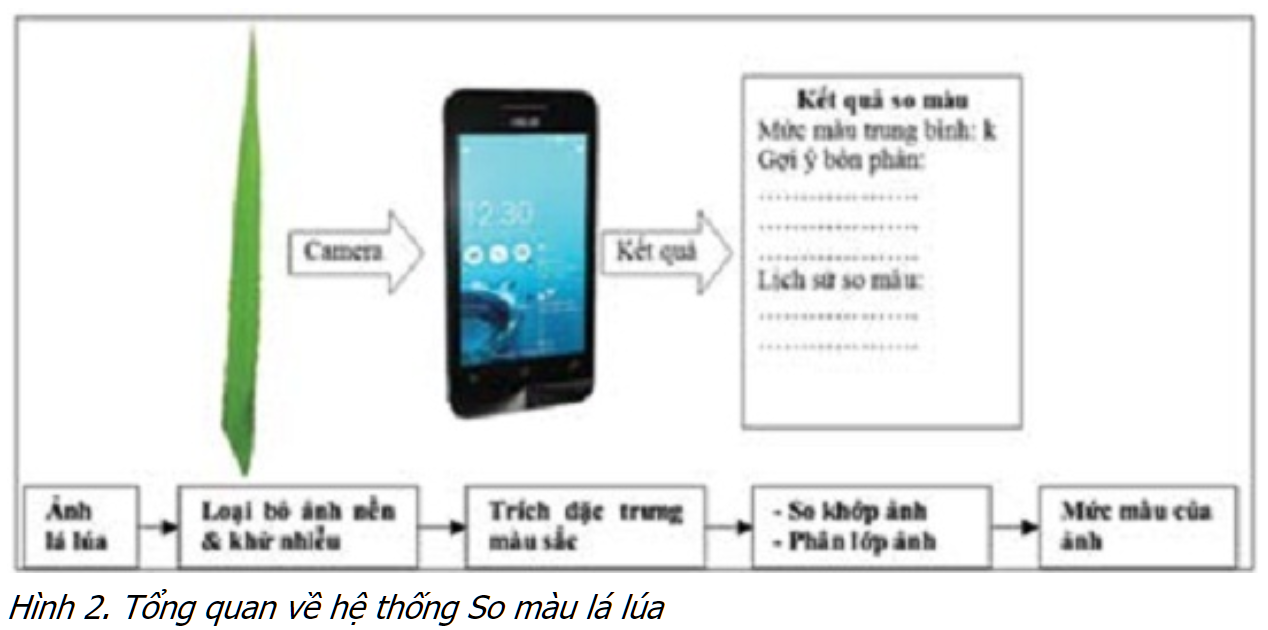 Kết quả so màu
Mức màu trung bình: k
Gợi ý bón phân:
....................
....................
....................
Lịch sử so màu:
....................
....................
Camera
Kết quả
12:30
Ảnh
lá lúa
Loại bỏ ảnh nền
& khử nhiễu
Trích đặc trưng
màu sắc
- So khớp ảnh
- Phân lớp ảnh
Mức màu của
ảnh
Hình 2. Tổng quan về hệ thống So màu lá lúa